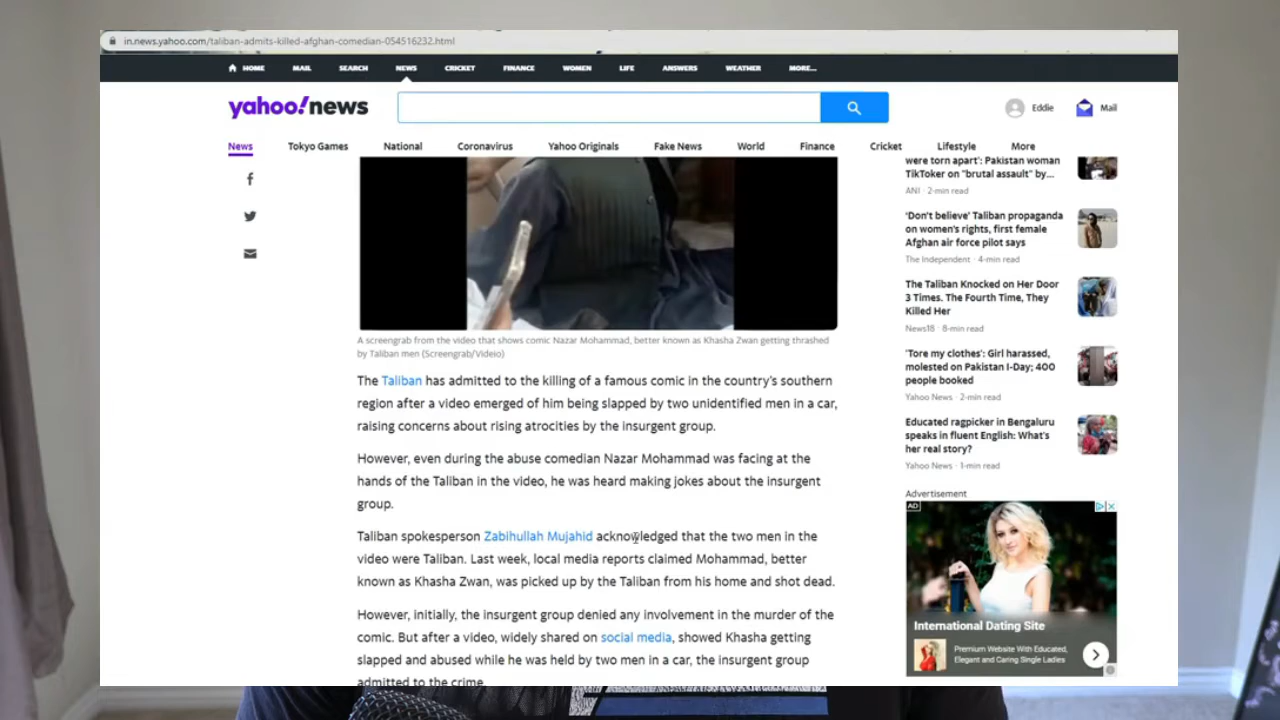 in.news.yahoo.com/taliban-admits-killed-afghan-comedian-054516232.html
HOME MAIL SEARCH NEWS CRICKET FINANCE WOMEN LIFE ANSWERS WEATHER MORE...
yahoo!news
Eddie
Mail
News Tokyo Games National Coronavirus Yahoo Originals Fake News World Finance Cricket Lifestyle More
A screengrab from the video that shows comic Nazar Mohammad, better known as Khasha Zwan getting thrashed
by Taliban men (Screengrab/Videio)
The Taliban has admitted to the killing of a famous comic in the country's southern
region after a video emerged of him being slapped by two unidentified men in a car,
raising concerns about rising atrocities by the insurgent group.
However, even during the abuse comedian Nazar Mohammad was facing at the
hands of the Taliban in the video, he was heard making jokes about the insurgent
group.
Taliban spokesperson Zabihullah Mujahid acknowledged that the two men in the
video were Taliban. Last week, local media reports claimed Mohammad, better
known as Khasha Zwan, was picked up by the Taliban from his home and shot dead.
However, initially, the insurgent group denied any involvement in the murder of the
comic. But after a video, widely shared on social media, showed Khasha getting
slapped and abused while he was held by two men in a car, the insurgent group
admitted to the crime.
were torn apart': Pakistan woman
TikToker on "brutal assault" by...
ANI · 2-min read
'Don't believe' Taliban propaganda
on women's rights, first female
Afghan air force pilot says
The Independent · 4-min read
The Taliban Knocked on Her Door
3 Times. The Fourth Time, They
Killed Her
News18 · 8-min read
'Tore my clothes': Girl harassed,
molested on Pakistan I-Day; 400
people booked
Yahoo News · 2-min read
Educated ragpicker in Bengaluru
speaks in fluent English: What's
her real story?
Yahoo News · 1-min read
Advertisement
AD
International Dating Site
Premium Website With Educated,
Elegant and Caring Single Ladies